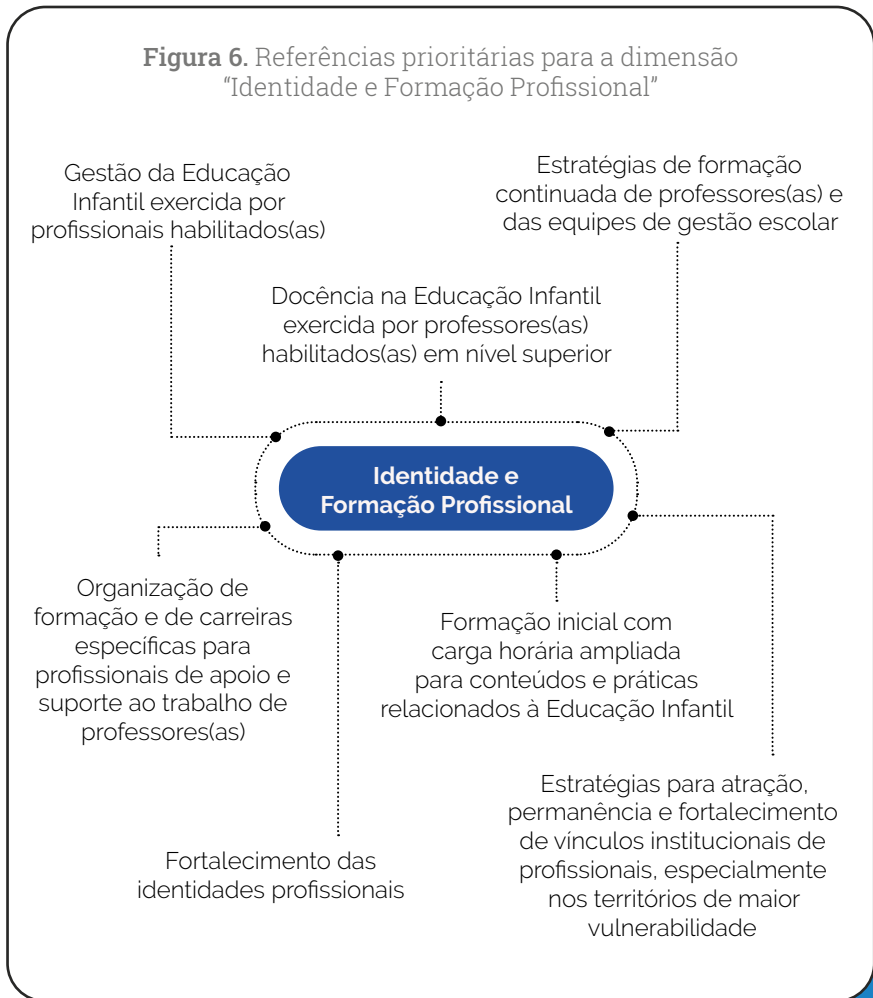 Figura 6. Referências prioritárias para a dimensão
“Identidade e Formação Profissional”
Gestão da Educação
Infantil exercida por
profissionais habilitados(as)
Estratégias de formação
continuada de professores(as) e
das equipes de gestão escolar
Docência na Educação Infantil
exercida por professores(as)
habilitados(as) em nível superior
Identidade e
Formação Profissional
Organização de
formação e de carreiras
específicas para
profissionais de apoio e
suporte ao trabalho de
professores(as)
Formação inicial com
carga horária ampliada
para conteúdos e práticas
relacionados à Educação Infantil
Fortalecimento das
identidades profissionais
Estratégias para atração,
permanência e fortalecimento
de vínculos institucionais de
profissionais, especialmente
nos territórios de maior
vulnerabilidade